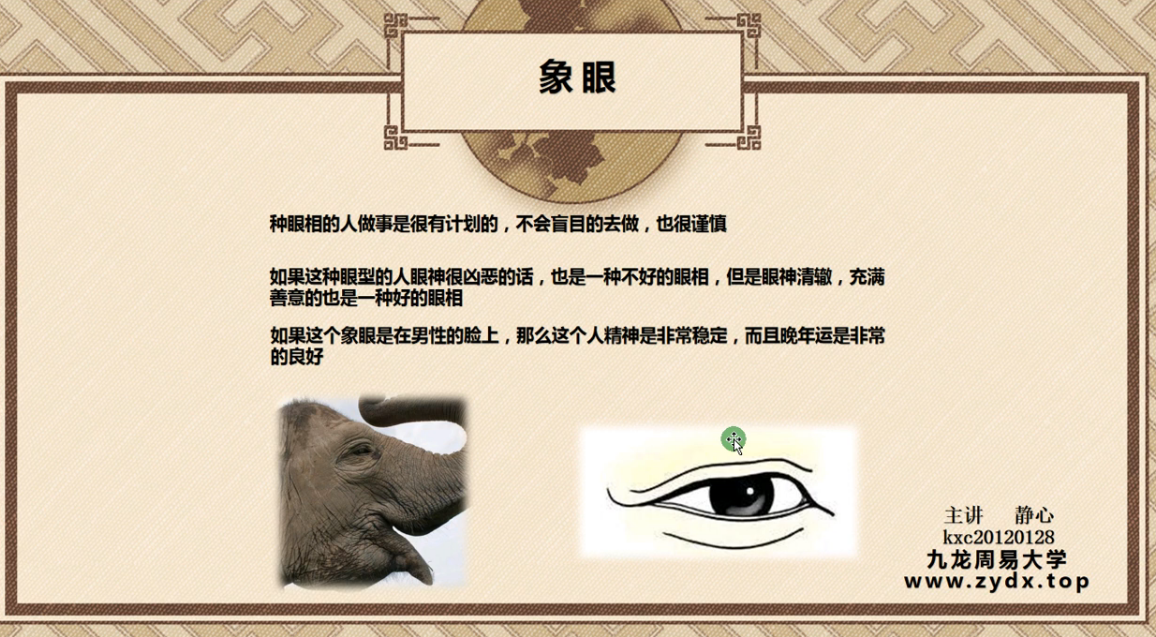 象眼
种眼相的人做事是很有计划的，不会盲目的去做，也很谨慎
如果这种眼型的人眼神很凶恶的话，也是一种不好的眼相，但是眼神清辙，充满
善意的也是一种好的眼相
如果这个象眼是在男性的脸上，那么这个人精神是非常稳定，而且晚年运是非常
的良好
主讲 静心
kxc20120128
九龙周易大学
www.zydx.top